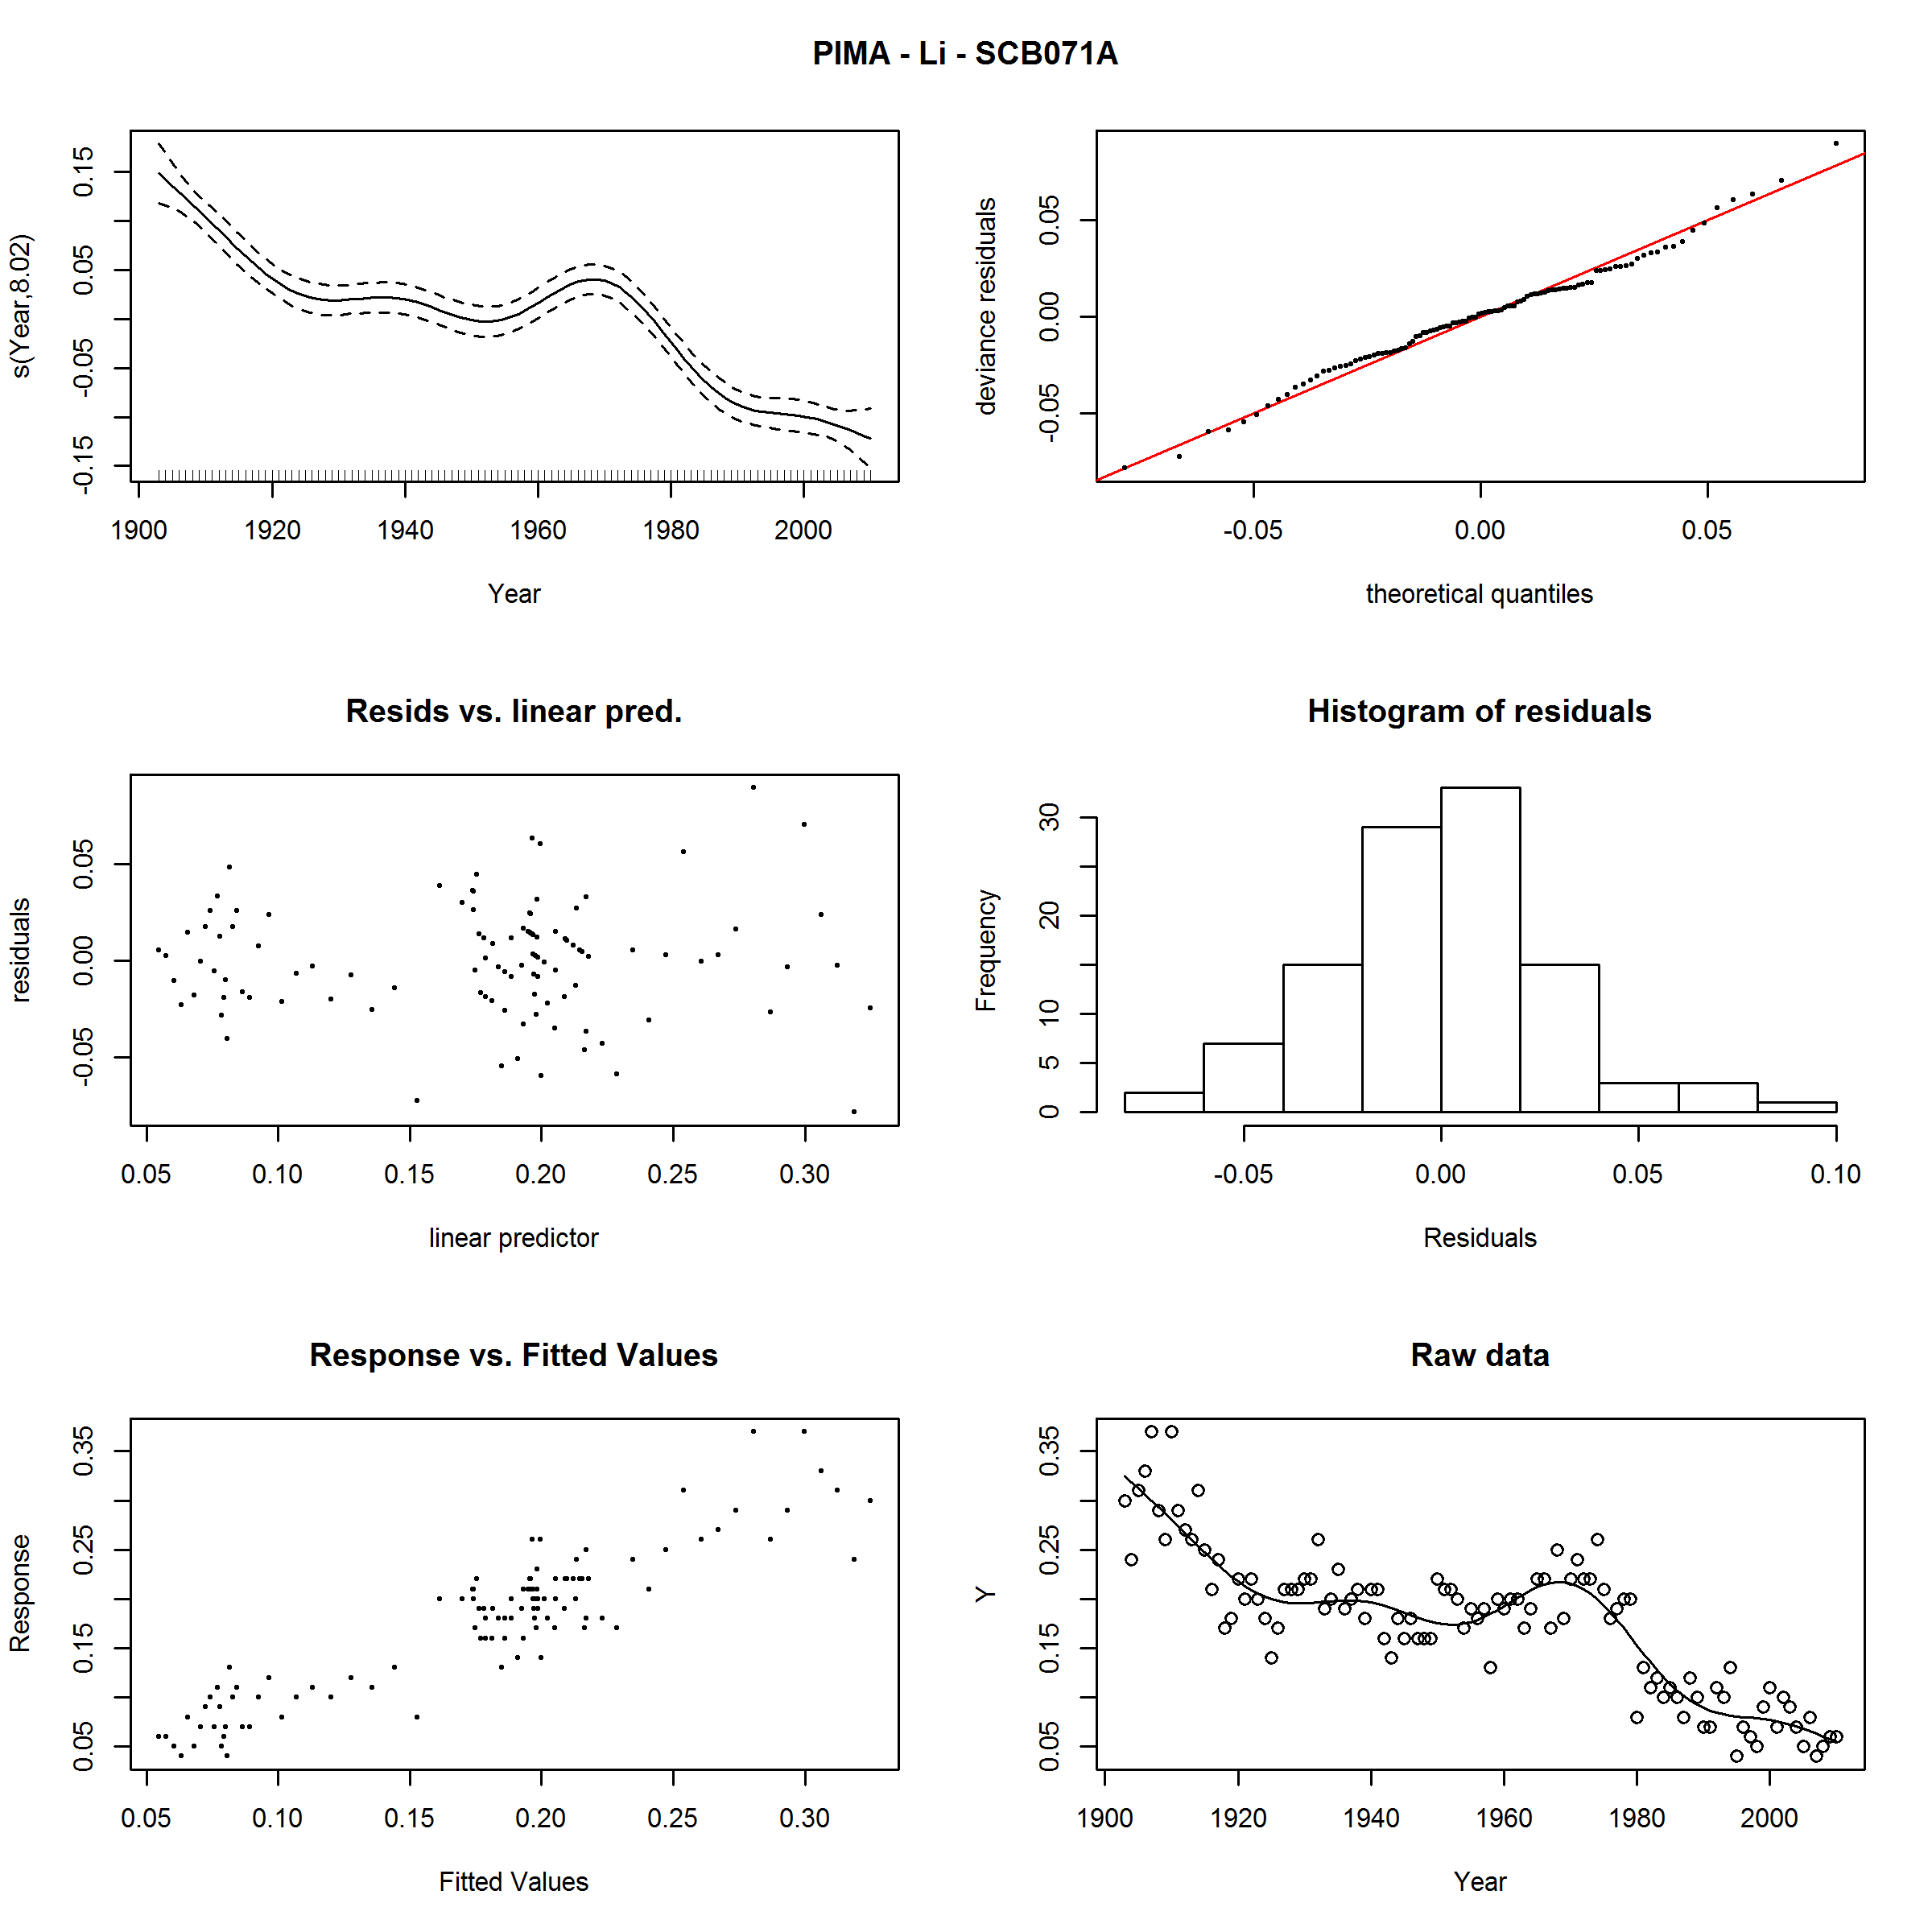 PIMA - Li - SCB071A
s(Year,8.02)
-0.15 -0.05 0.05 0.15
1900 1920 1940 1960 1980 2000
Year
deviance residuals
-0.05 0.00 0.05
-0.05 0.00 0.05
theoretical quantiles
Resids vs. linear pred.
residuals
-0.05 0.00 0.05
0.05 0.10 0.15 0.20 0.25 0.30
linear predictor
Histogram of residuals
Frequency
0 5 10 20 30
-0.05 0.00 0.05 0.10
Residuals
Response vs. Fitted Values
Response
0.05 0.15 0.25 0.35
0.05 0.10 0.15 0.20 0.25 0.30
Fitted Values
Raw data
Y
0.05 0.15 0.25 0.35
1900 1920 1940 1960 1980 2000
Year